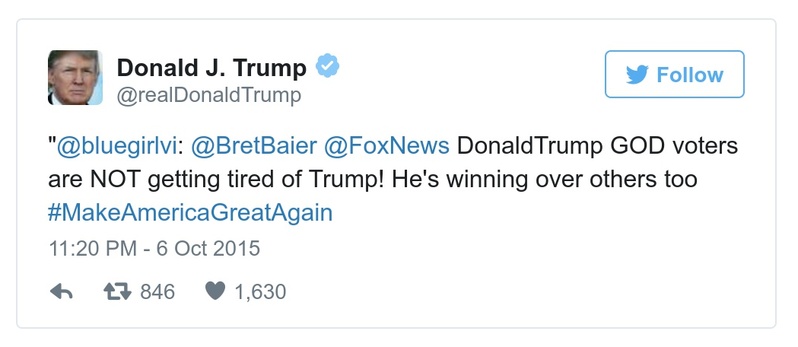 Donald J. Trump
@realDonaldTrump
Follow
"@bluegirlvi: @BretBaier @FoxNews DonaldTrump GOD voters
are NOT getting tired of Trump! He's winning over others too
#MakeAmericaGreatAgain
11:20 PM - 6 Oct 2015
846 1,630